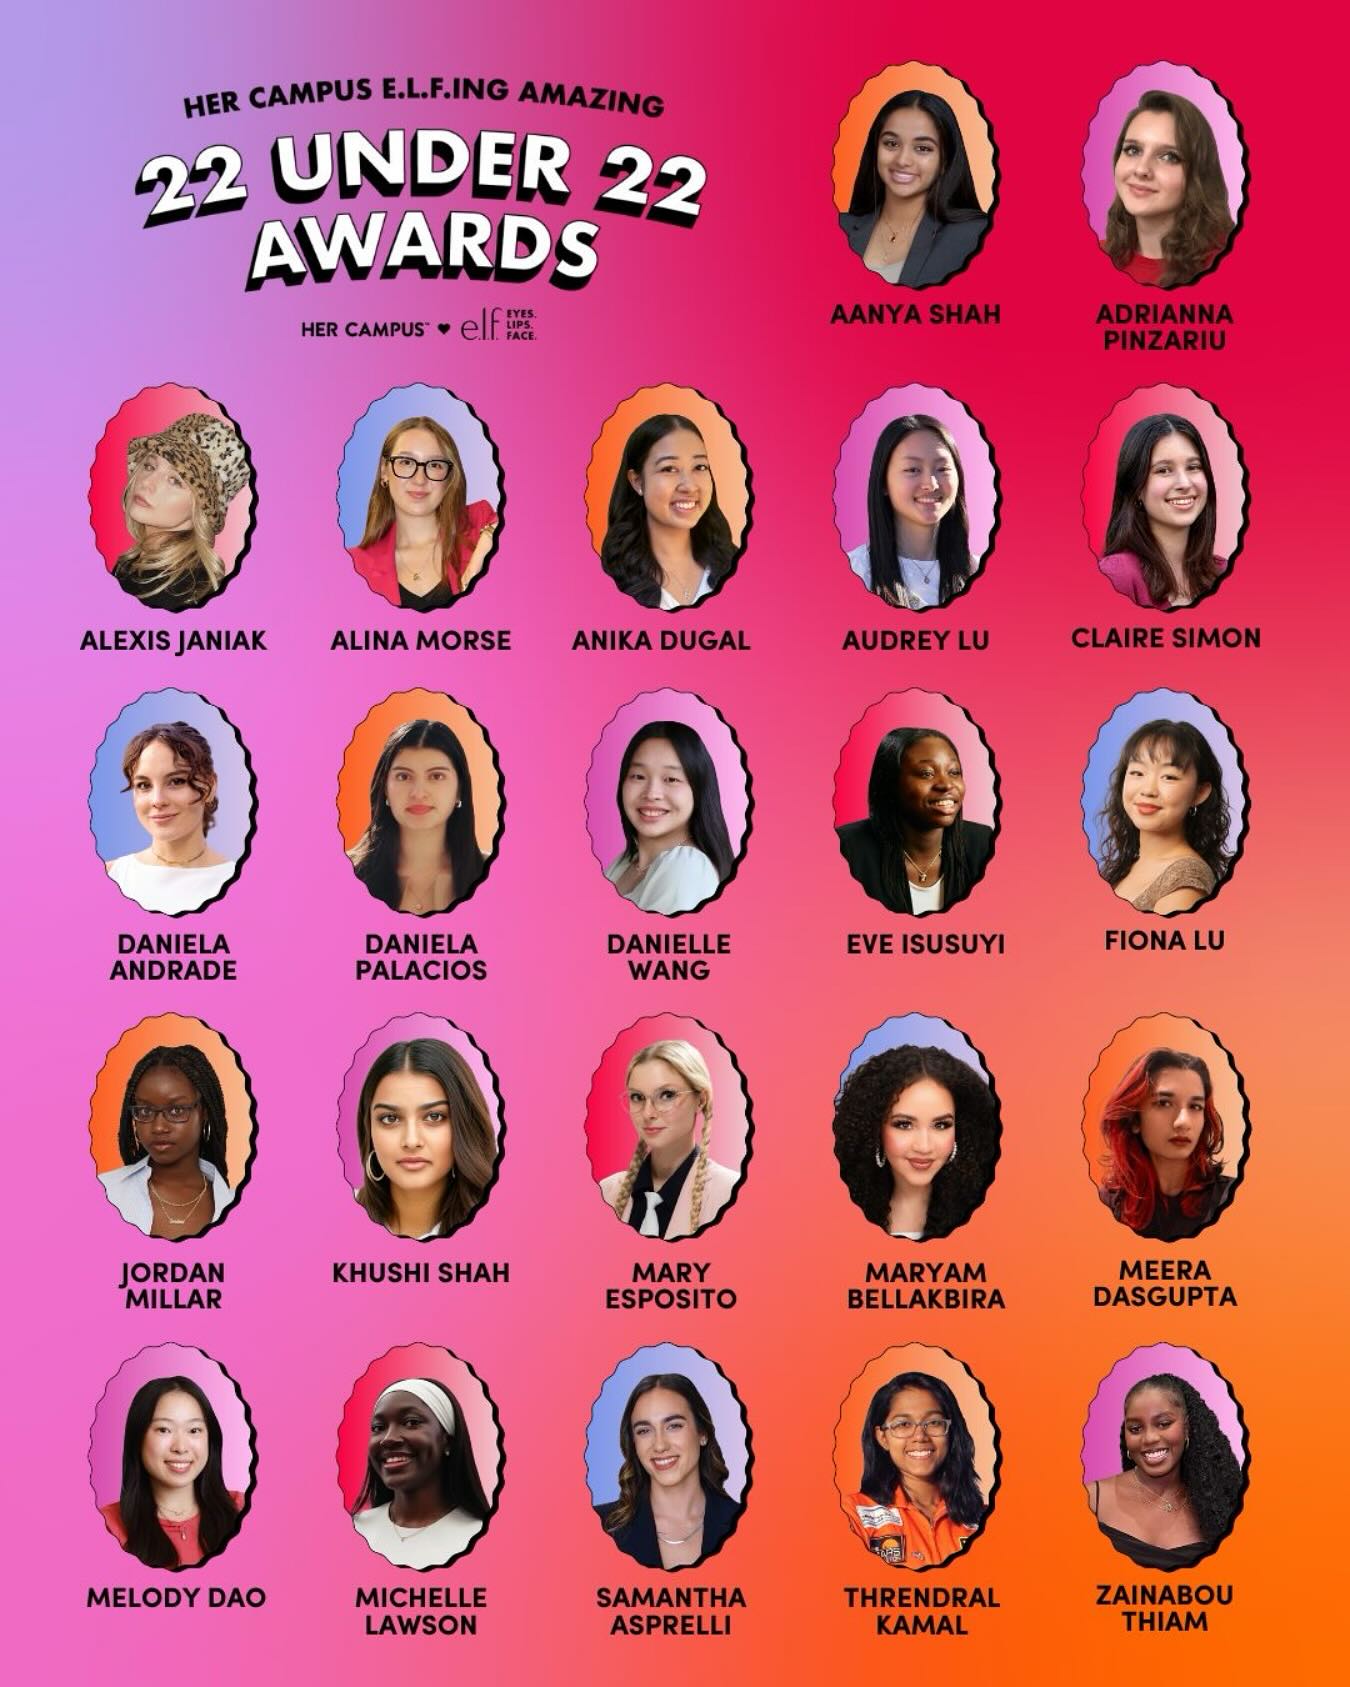 HER CAMPUS E.L.F.ING AMAZING
22 UNDER 22
AWARDS
HER CAMPUS™ ♥ e.l.f. EYES.
LIPS.
FACE.
AANYA SHAH
ADRIANNA
PINZARIU
ALEXIS JANIAK
ALINA MORSE
ANIKA DUGAL
AUDREY LU
CLAIRE SIMON
DANIELA
ANDRADE
DANIELA
PALACIOS
DANIELLE
WANG
EVE ISUSUYI
FIONA LU
JORDAN
MILLAR
KHUSHI SHAH
MARY
ESPOSITO
MARYAM
BELLAKBIRA
MEERA
DASGUPTA
MELODY DAO
MICHELLE
LAWSON
SAMANTHA
ASPRELLI
THRENDRAL
KAMAL
ZAINABOU
THIAM